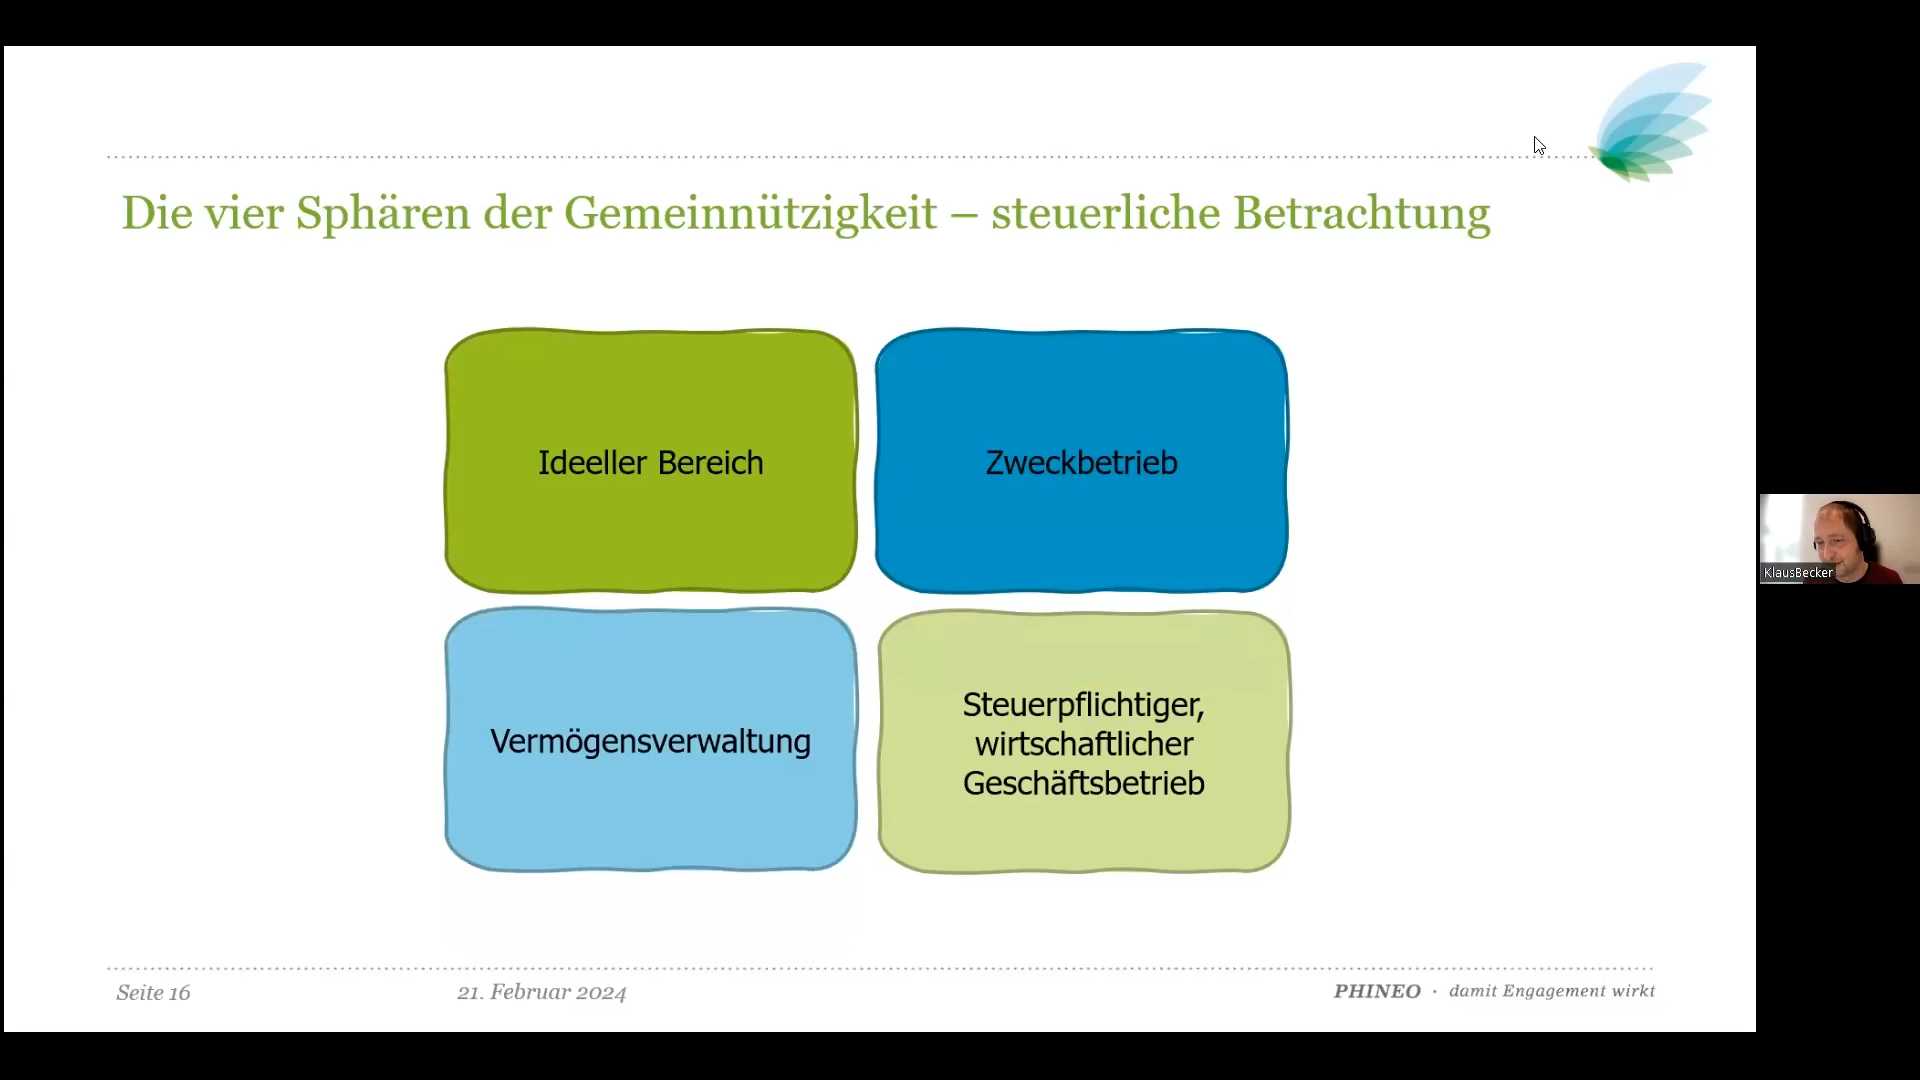 Die vier Sphären der Gemeinnützigkeit – steuerliche Betrachtung
Ideeller Bereich
Zweckbetrieb
Vermögensverwaltung
Steuerpflichtiger,
wirtschaftlicher
Geschäftsbetrieb
KlausBecker
Seite 16
21. Februar 2024
PHINEO · damit Engagement wirkt